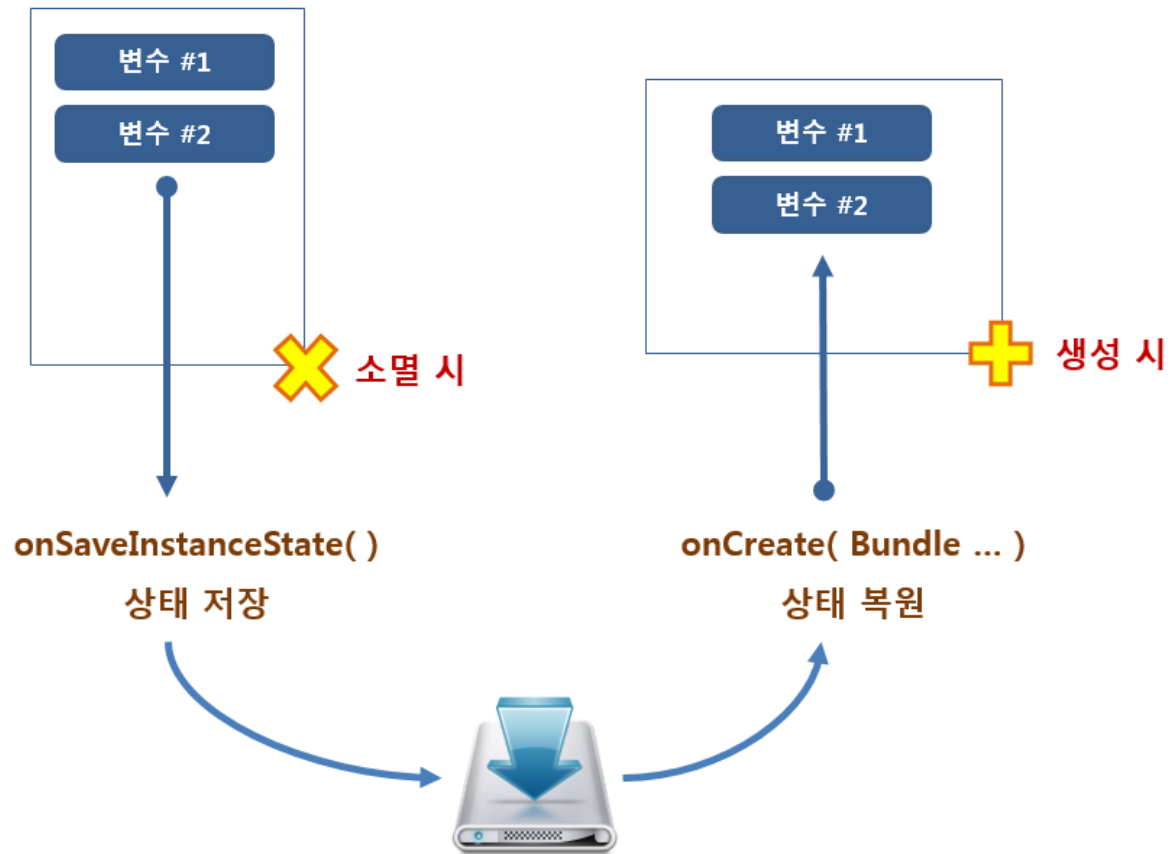 변수 #1
변수 #2
소멸 시
onSaveInstanceState( )
상태 저장
변수 #1
변수 #2
생성 시
onCreate( Bundle ... )
상태 복원